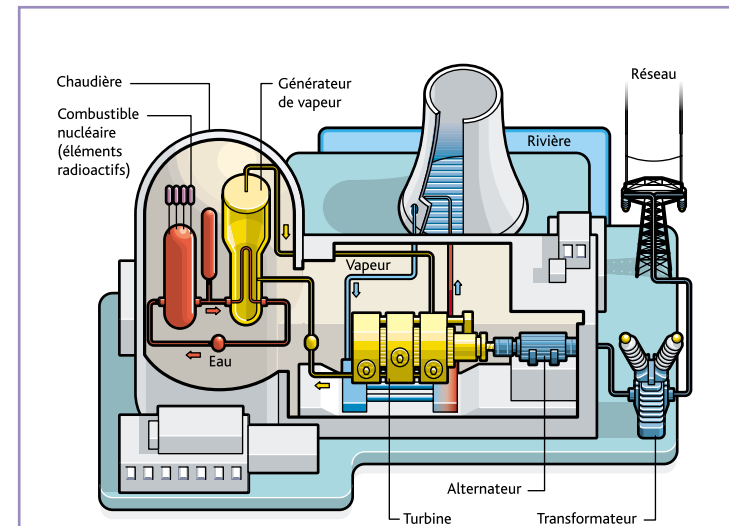 Chaudière
Combustible
nucléaire
(éléments
radioactifs)
Générateur
de vapeur
Réseau
Rivière
Vapeur
Eau
Alternateur
Turbine
Transformateur